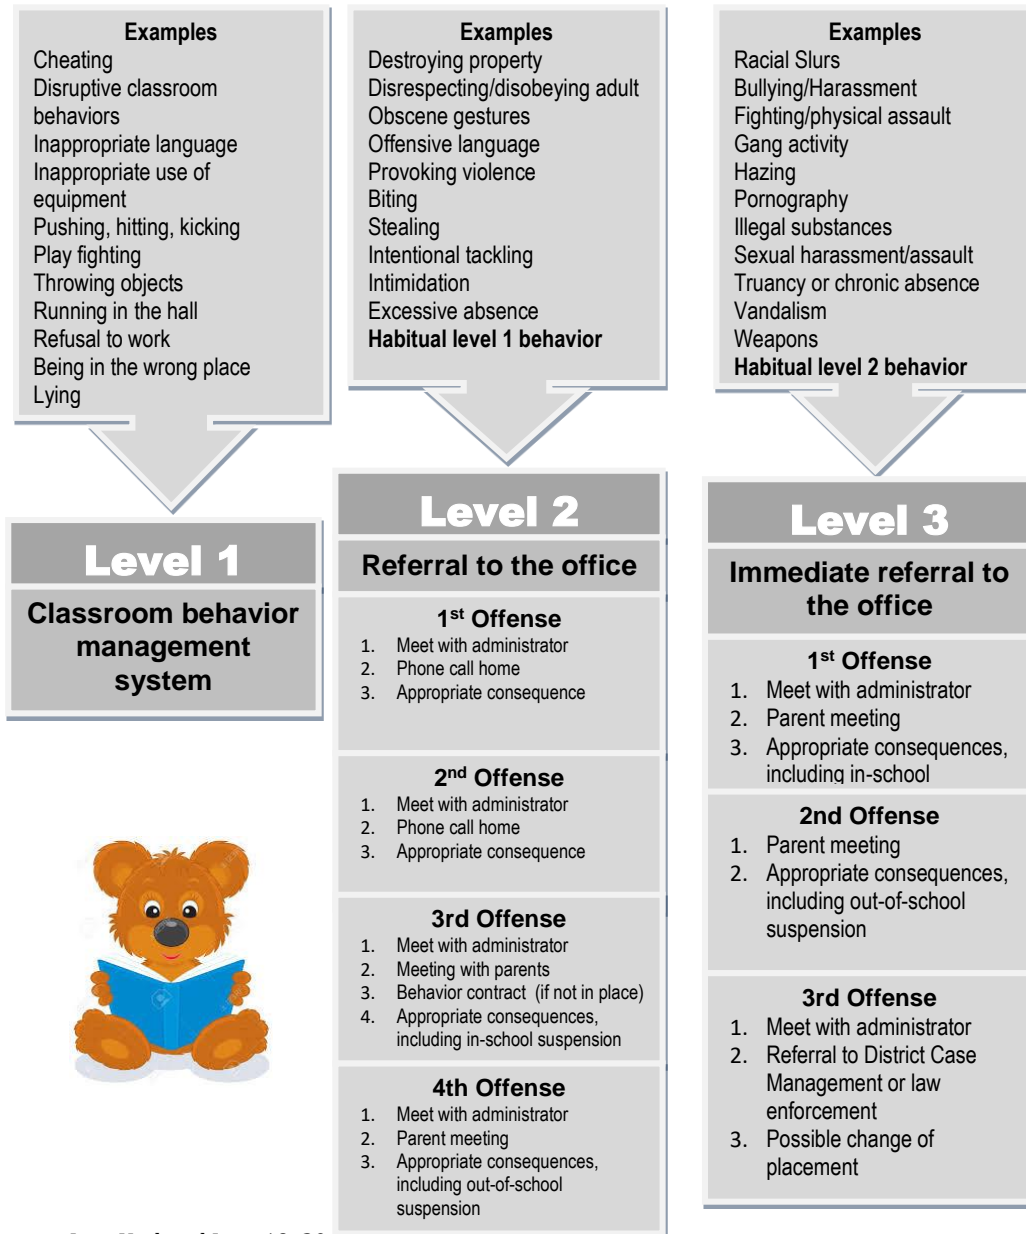 Examples
Cheating
Disruptive classroom
behaviors
Inappropriate language
Inappropriate use of
equipment
Pushing, hitting, kicking
Play fighting
Throwing objects
Running in the hall
Refusal to work
Being in the wrong place
Lying
Level 1
Classroom behavior
management
system
Examples
Destroying property
Disrespecting/disobeying adult
Obscene gestures
Offensive language
Provoking violence
Biting
Stealing
Intentional tackling
Intimidation
Excessive absence
Habitual level 1 behavior
Level 2
Referral to the office
1st Offense
1. Meet with administrator
2. Phone call home
3. Appropriate consequence
2nd Offense
1. Meet with administrator
2. Phone call home
3. Appropriate consequence
3rd Offense
1. Meet with administrator
2. Meeting with parents
3. Behavior contract (if not in place)
4. Appropriate consequences,
including in-school suspension
4th Offense
1. Meet with administrator
2. Parent meeting
3. Appropriate consequences,
including out-of-school
suspension
Examples
Racial Slurs
Bullying/Harassment
Fighting/physical assault
Gang activity
Hazing
Pornography
Illegal substances
Sexual harassment/assault
Truancy or chronic absence
Vandalism
Weapons
Habitual level 2 behavior
Level 3
Immediate referral to
the office
1st Offense
1. Meet with administrator
2. Parent meeting
3. Appropriate consequences,
including in-school
2nd Offense
1. Parent meeting
2. Appropriate consequences,
including out-of-school
suspension
3rd Offense
1. Meet with administrator
2. Referral to District Case
Management or law
enforcement
3. Possible change of
placement